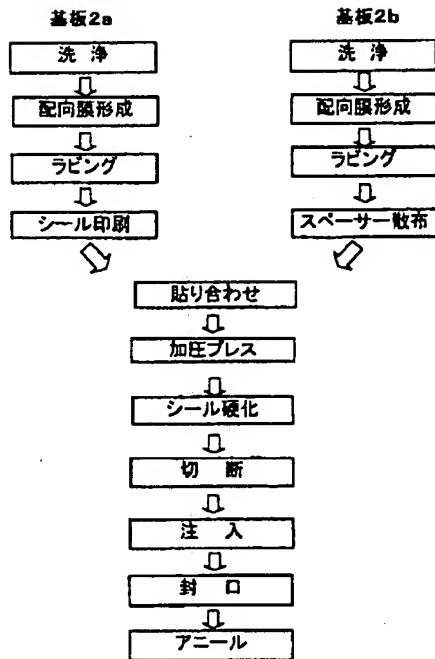 基板2a
洗 浄
配向膜形成
ラビング
シール印刷
基板2b
洗 浄
配向膜形成
ラビング
スペーサー散布
貼り合わせ
加圧プレス
シール硬化
切 断
注 入
封 口
アニール